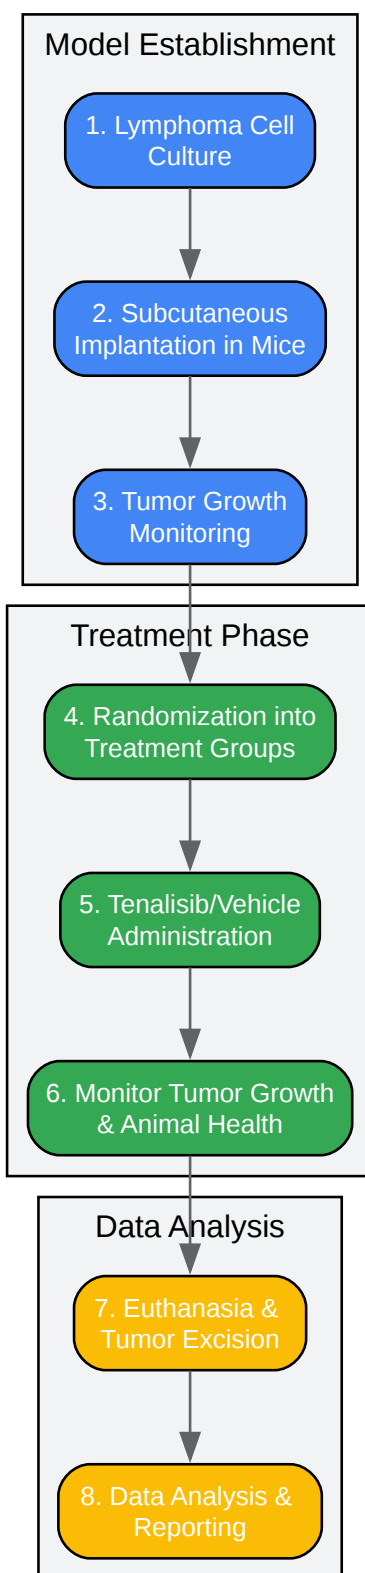 Model Establishment
1. Lymphoma Cell
Culture
2. Subcutaneous
Implantation in Mice
3. Tumor Growth
Monitoring
Treatment Phase
4. Randomization into
Treatment Groups
5. Tenalisib/Vehicle
Administration
6. Monitor Tumor Growth
& Animal Health
Data Analysis
7. Euthanasia &
Tumor Excision
8. Data Analysis &
Reporting